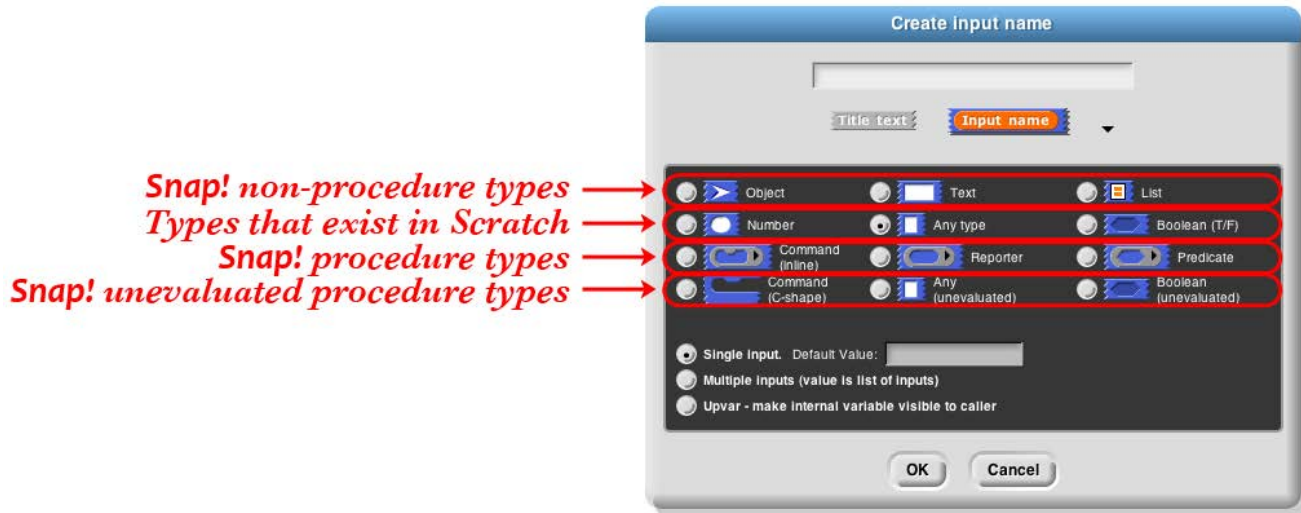 Create input name
Title text Input name
Snap! non-procedure types
Object Text List
Types that exist in Scratch
Number Any type Boolean (T/F)
Snap! procedure types
Command (inline) Reporter Predicate
Snap! unevaluated procedure types
Command (C-shape) Any (unevaluated) Boolean (unevaluated)
Single input. Default Value:
Multiple inputs (value is list of inputs)
Upvar - make internal variable visible to caller
OK Cancel